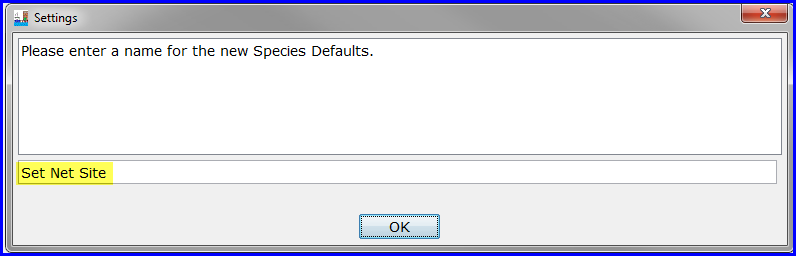 Settings
Please enter a name for the new Species Defaults.
Set Net Site
OK